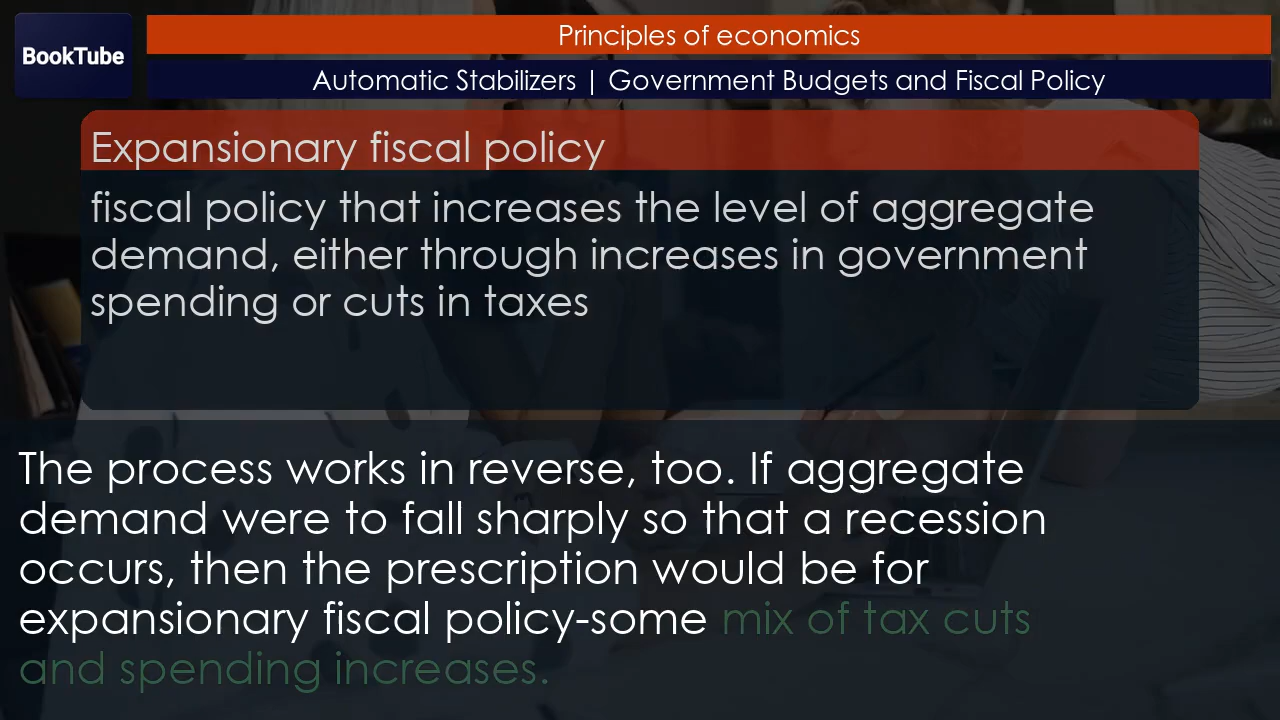 BookTube
Principles of economics
Automatic Stabilizers | Government Budgets and Fiscal Policy
Expansionary fiscal policy
fiscal policy that increases the level of aggregate
demand, either through increases in government
spending or cuts in taxes
The process works in reverse, too. If aggregate
demand were to fall sharply so that a recession
occurs, then the prescription would be for
expansionary fiscal policy-some mix of tax cuts
and spending increases.